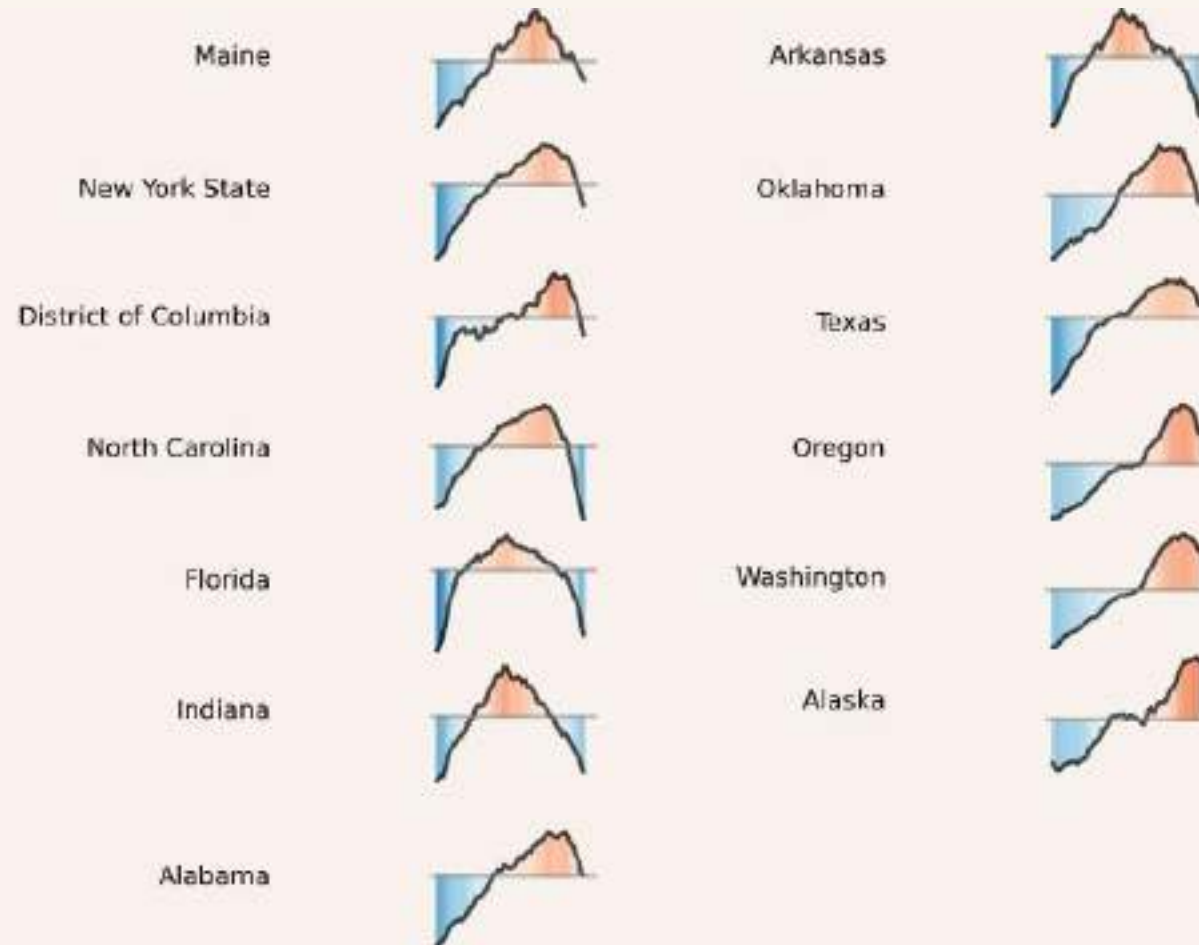 Maine
New York State
District of Columbia
North Carolina
Florida
Indiana
Alabama
Arkansas
Oklahoma
Texas
Oregon
Washington
Alaska